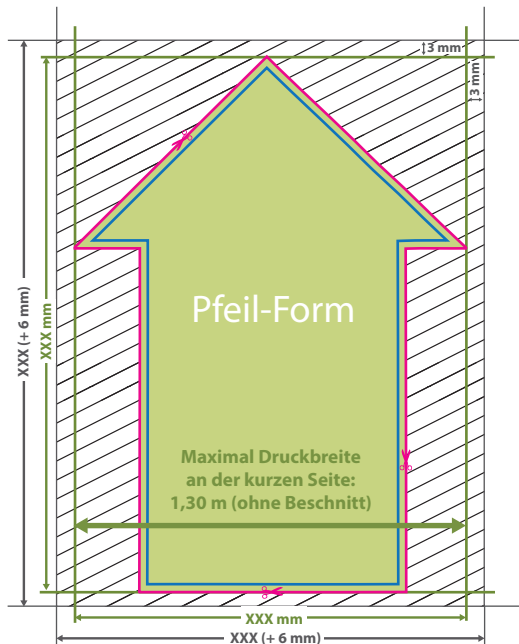 3 mm
3 mm
XXX (+ 6 mm)
XXX mm
Pfeil-Form
Maximal Druckbreite
an der kurzen Seite:
1,30 m (ohne Beschnitt)
XXX mm
XXX (+ 6 mm)